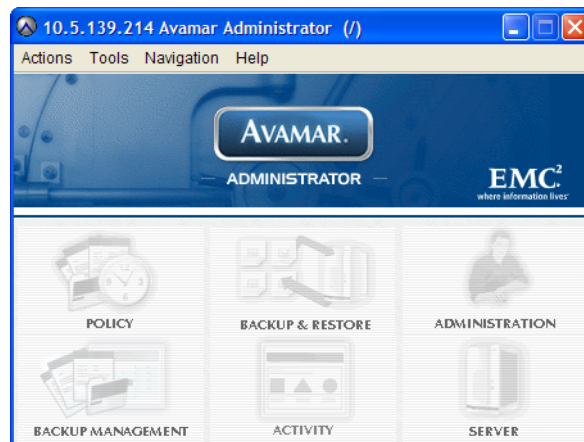 10.5.139.214 Avamar Administrator (/)
Actions Tools Navigation Help
AVAMAR.
ADMINISTRATOR
EMC²
where information lives®
POLICY
BACKUP & RESTORE
ADMINISTRATION
BACKUP MANAGEMENT
ACTIVITY
SERVER